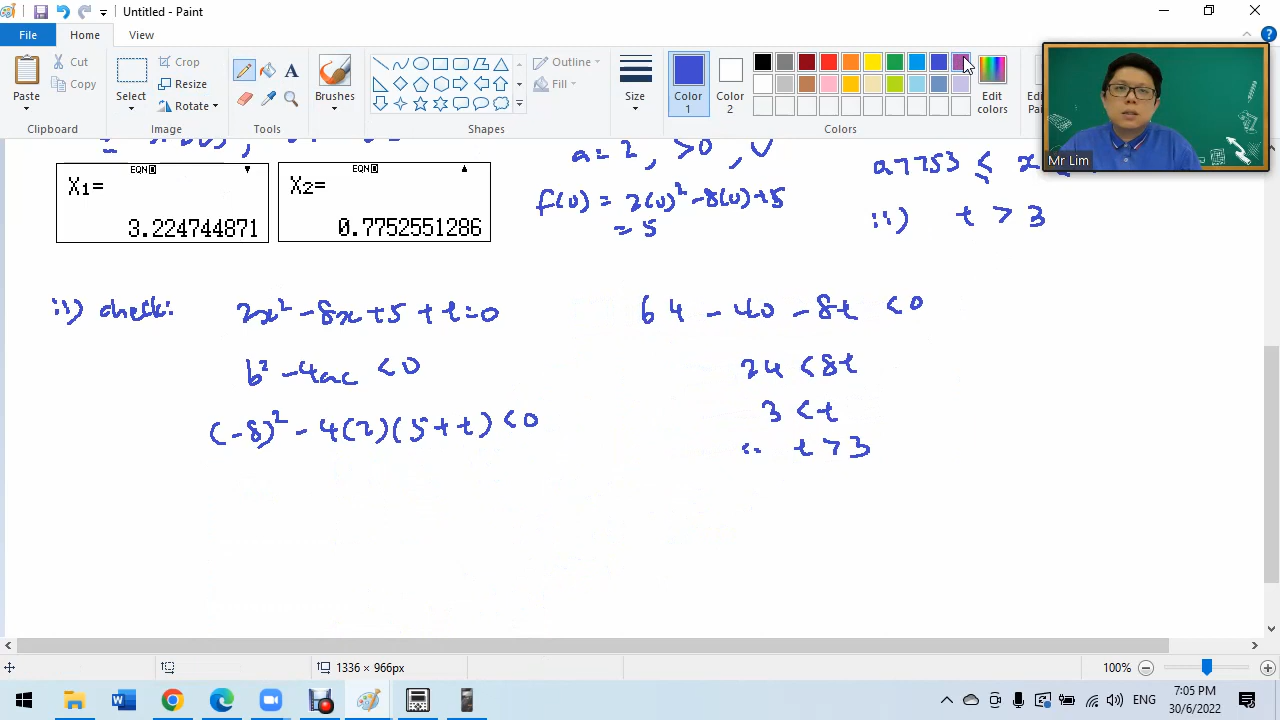 Untitled - Paint
File Home View
Paste Cut Copy Clipboard
Select Crop Resize Rotate Image
Tools
Brushes
Shapes Outline Fill
Size
Color 1
Color 2
Edit colors
Colors
Mr Lim
a = 2 , >0 , U
f(0) = 2(0)² - 8(0) + 5
= 5
ii) t > 3
EQN D
X1=
3.224744871
EQN D
X2=
0.7752551286
ii) check: 2x² - 8x + 5 + t = 0
b² - 4ac < 0
(-8)² - 4(2)(5 + t) < 0
64 - 40 - 8t < 0
24 < 8t
3 < t
∴ t > 3
1336 × 966px
100%
ENG
7:05 PM
30/6/2022